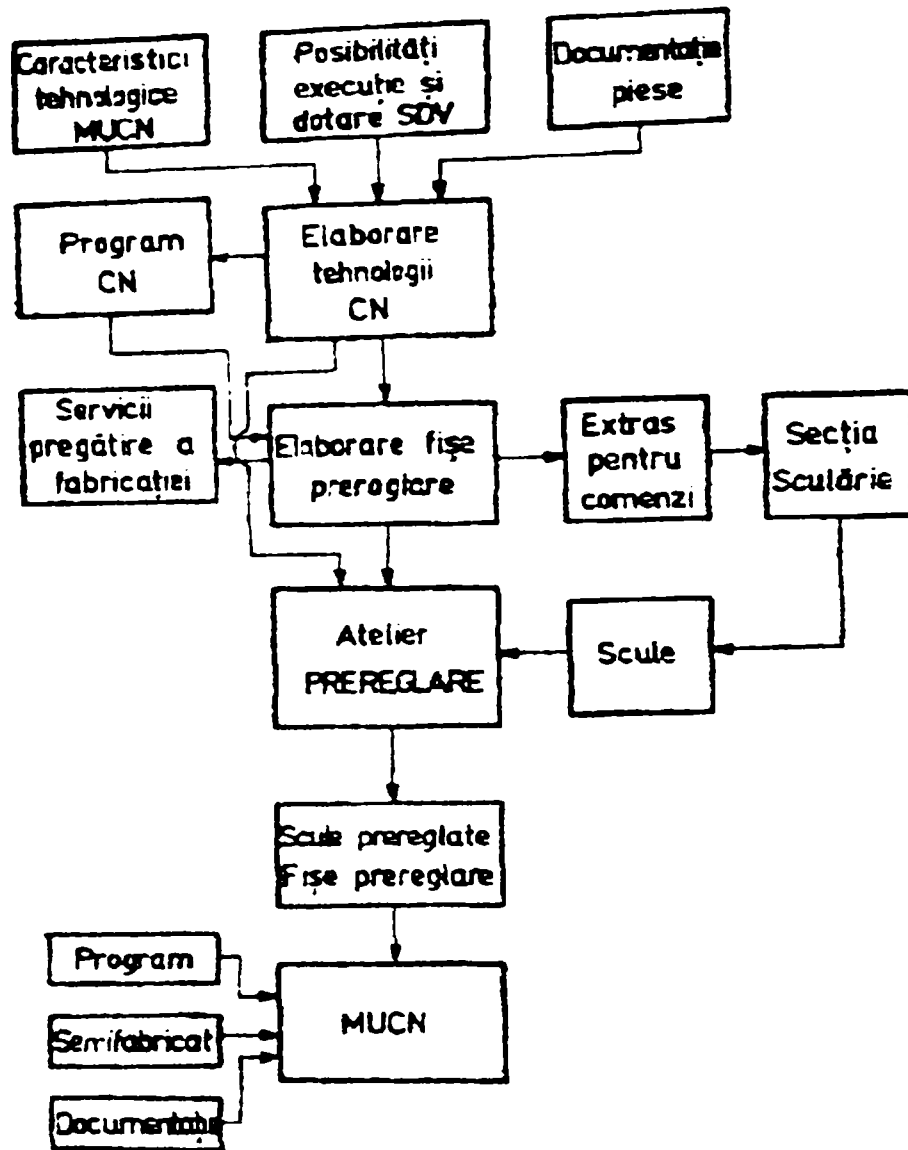 Caracteristici
tehnologice
MUCN
Posibilități
execuție și
dotare SDV
Documentație
piese
Program
CN
Elaborare
tehnologii
CN
Servicii
pregătire a
fabricației
Elaborare fișe
prereglare
Extras
pentru
comenzi
Secția
Sculărie
Atelier
PREREGLARE
Scule
Scule prereglate
Fișe prereglare
Program
MUCN
Semifabricat
Documentație